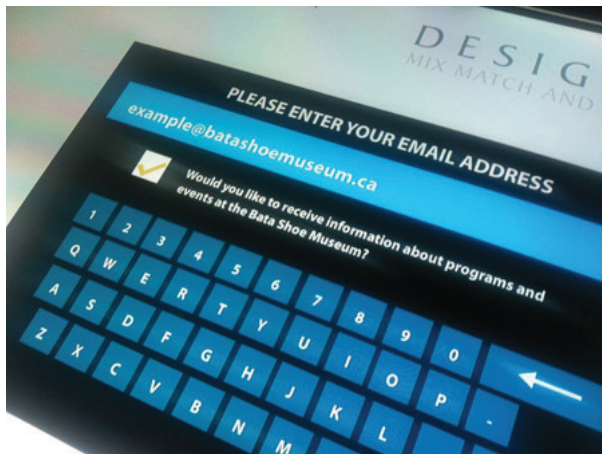 DESIG
MIX MATCH AND
PLEASE ENTER YOUR EMAIL ADDRESS
example@batashoemuseum.ca
Would you like to receive information about programs and
events at the Bata Shoe Museum?
1 2 3 4 5 6 7 8 9 0
Q W E R T Y U I O P -
A S D F G H J K L
Z X C V B N M